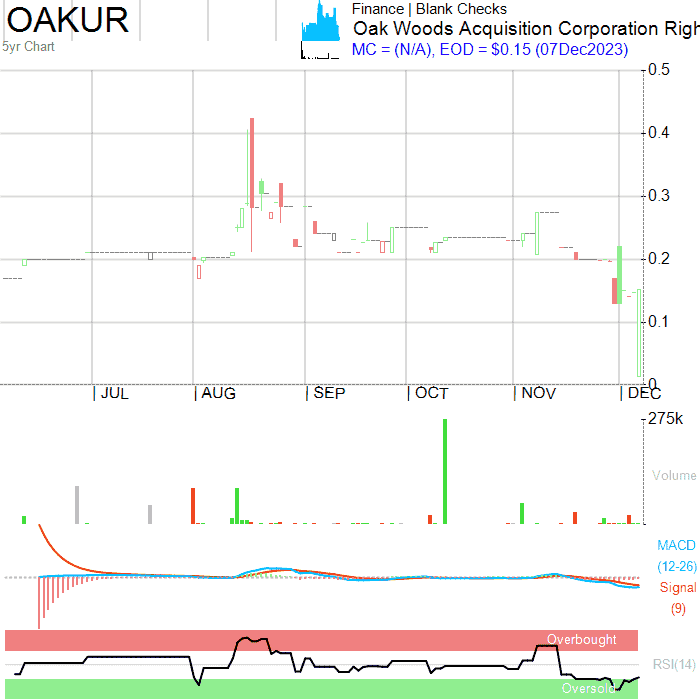 OAKUR
5yr Chart
Finance | Blank Checks
Oak Woods Acquisition Corporation Righ
MC = (N/A), EOD = $0.15 (07Dec2023)
0.5
0.4
0.3
0.2
0.1
0
| JUL | AUG | SEP | OCT | NOV | DEC
275k
Volume
MACD
(12-26)
Signal
(9)
Overbought
RSI(14)
Oversold